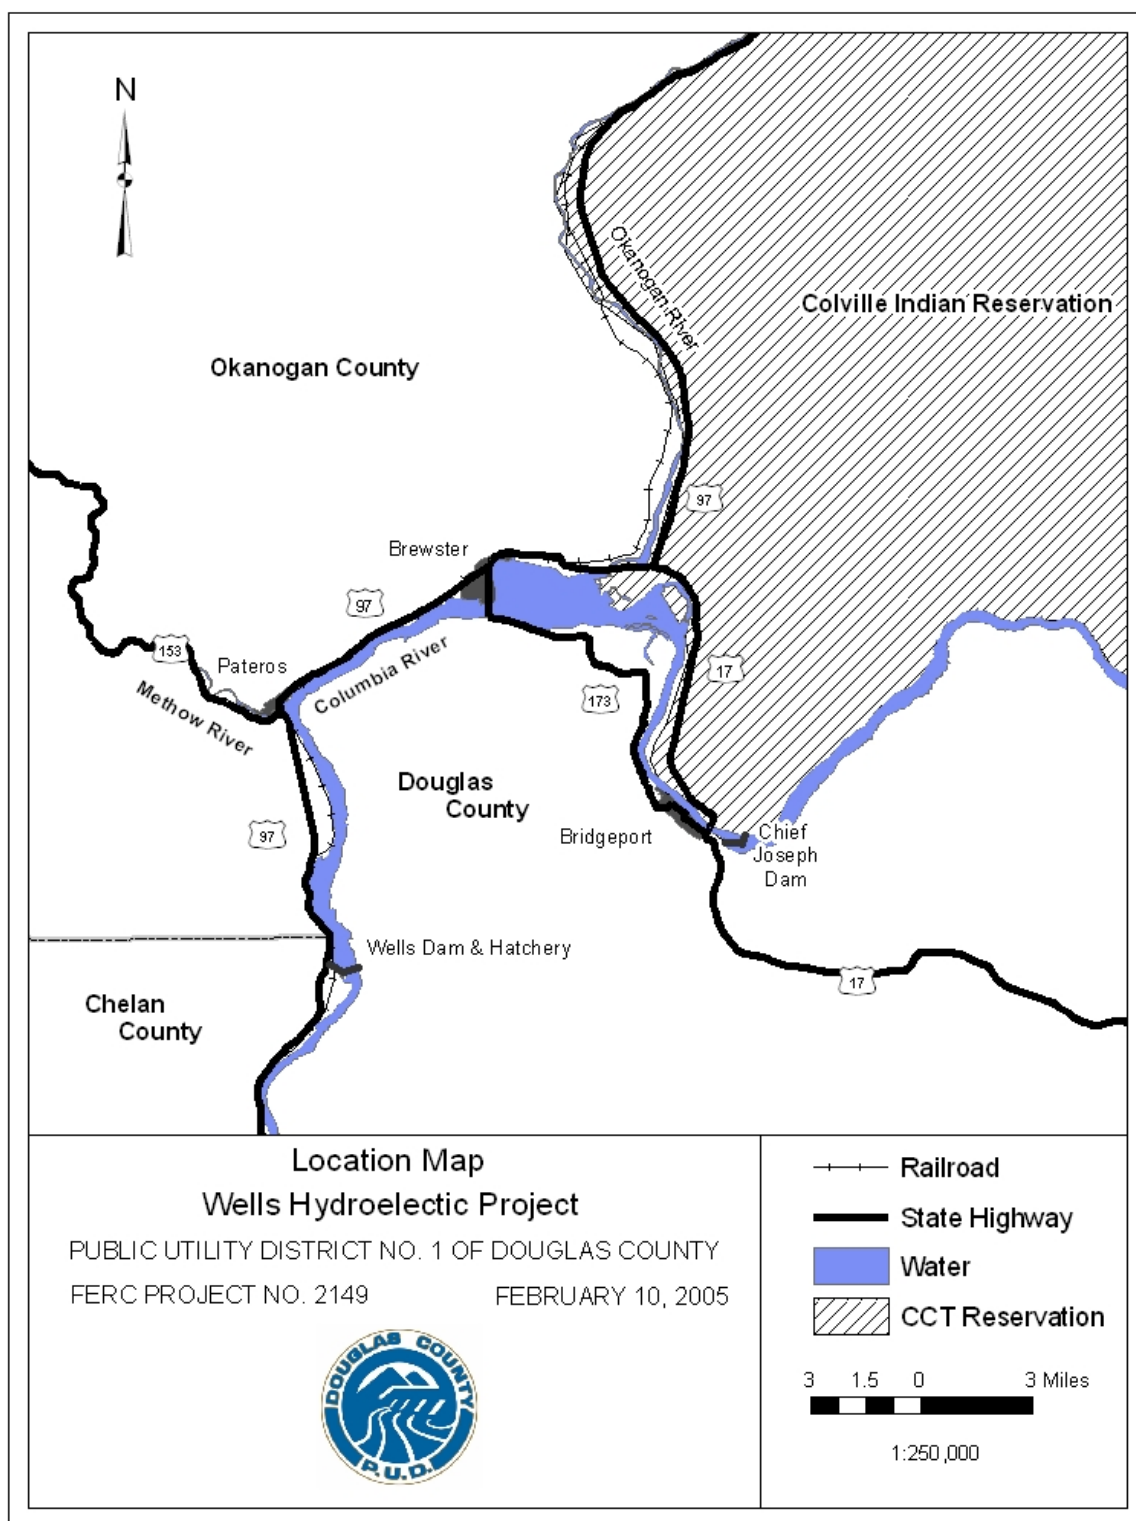 N
Okanogan River
Colville Indian Reservation
Okanogan County
97
Brewster
97
153
Pateros
Columbia River
Methow River
17
173
Douglas
County
97
Bridgeport
Chief
Joseph
Dam
Wells Dam & Hatchery
17
Chelan
County
Location Map
Wells Hydroelectic Project
PUBLIC UTILITY DISTRICT NO. 1 OF DOUGLAS COUNTY
FERC PROJECT NO. 2149 FEBRUARY 10, 2005
DOUGLAS COUNTY
P.U.D.
Railroad
State Highway
Water
CCT Reservation
3 1.5 0 3 Miles
1:250,000